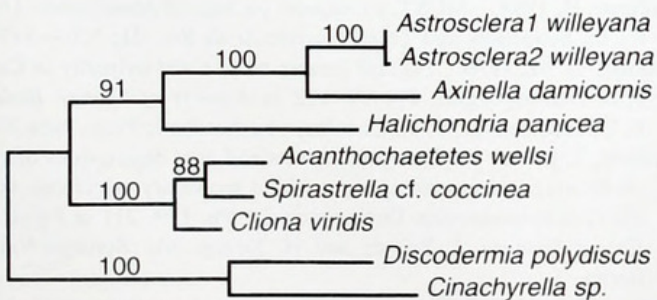 100 Astrosclera1 willeyana
100 Astrosclera2 willeyana
91 Axinella damicornis
Halichondria panicea
88 Acanthochaetetes wellsi
100 Spirastrella cf. coccinea
Cliona viridis
100 Discodermia polydiscus
Cinachyrella sp.